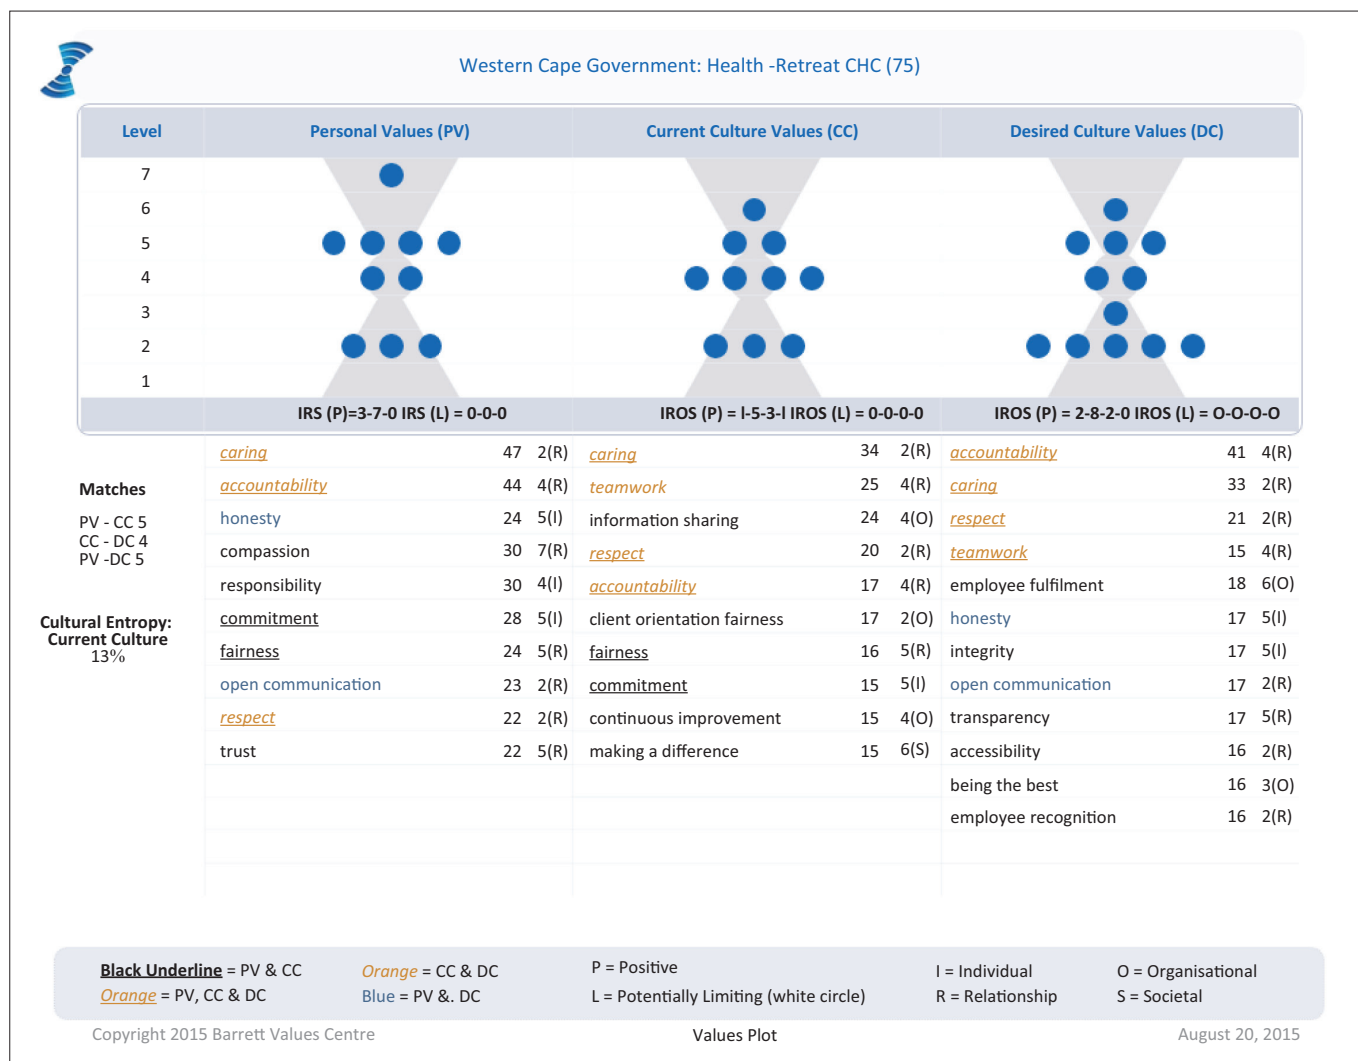 Western Cape Government: Health -Retreat CHC (75)
Level Personal Values (PV) Current Culture Values (CC) Desired Culture Values (DC)
7
6
5
4
3
2
1
IRS (P)=3-7-0 IRS (L) = 0-0-0 IROS (P) = l-5-3-l IROS (L) = 0-0-0-0 IROS (P) = 2-8-2-0 IROS (L) = O-O-O-O
Matches
PV - CC 5
CC - DC 4
PV -DC 5
Cultural Entropy:
Current Culture
13%
caring 47 2(R) caring 34 2(R) accountability 41 4(R)
accountability 44 4(R) teamwork 25 4(R) caring 33 2(R)
honesty 24 5(I) information sharing 24 4(O) respect 21 2(R)
compassion 30 7(R) respect 20 2(R) teamwork 15 4(R)
responsibility 30 4(I) accountability 17 4(R) employee fulfilment 18 6(O)
commitment 28 5(I) client orientation fairness 17 2(O) honesty 17 5(I)
fairness 24 5(R) fairness 16 5(R) integrity 17 5(I)
open communication 23 2(R) commitment 15 5(I) open communication 17 2(R)
respect 22 2(R) continuous improvement 15 4(O) transparency 17 5(R)
trust 22 5(R) making a difference 15 6(S) accessibility 16 2(R)
being the best 16 3(O)
employee recognition 16 2(R)
Black Underline = PV & CC Orange = CC & DC P = Positive I = Individual O = Organisational
Orange = PV, CC & DC Blue = PV &. DC L = Potentially Limiting (white circle) R = Relationship S = Societal
Copyright 2015 Barrett Values Centre Values Plot August 20, 2015